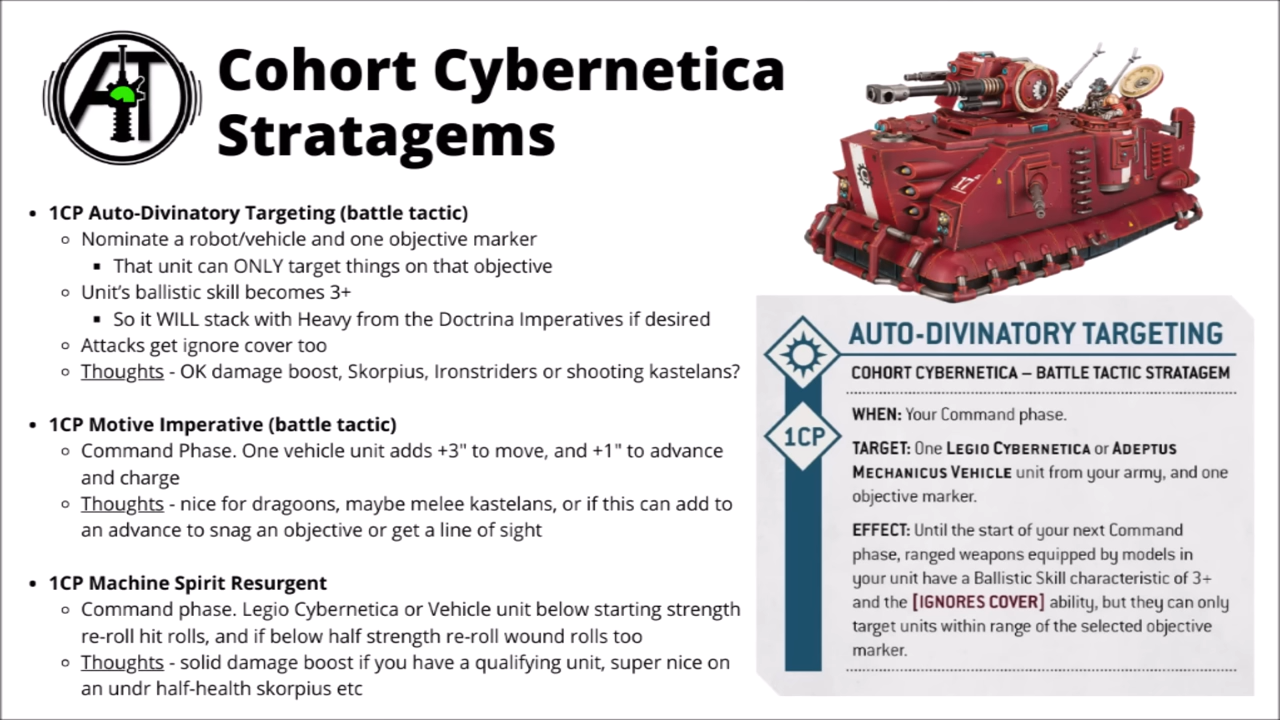 AT
Cohort Cybernetica
Stratagems
• 1CP Auto-Divinatory Targeting (battle tactic)
○ Nominate a robot/vehicle and one objective marker
▪ That unit can ONLY target things on that objective
○ Unit's ballistic skill becomes 3+
▪ So it WILL stack with Heavy from the Doctrina Imperatives if desired
○ Attacks get ignore cover too
○ Thoughts - OK damage boost, Skorpius, Ironstriders or shooting kastelans?
• 1CP Motive Imperative (battle tactic)
○ Command Phase. One vehicle unit adds +3" to move, and +1" to advance
and charge
○ Thoughts - nice for dragoons, maybe melee kastelans, or if this can add to
an advance to snag an objective or get a line of sight
• 1CP Machine Spirit Resurgent
○ Command phase. Legio Cybernetica or Vehicle unit below starting strength
re-roll hit rolls, and if below half strength re-roll wound rolls too
○ Thoughts - solid damage boost if you have a qualifying unit, super nice on
an undr half-health skorpius etc
17
AUTO-DIVINATORY TARGETING
COHORT CYBERNETICA – BATTLE TACTIC STRATAGEM
1CP
WHEN: Your Command phase.
TARGET: One LEGIO CYBERNETICA or ADEPTUS
MECHANICUS VEHICLE unit from your army, and one
objective marker.
EFFECT: Until the start of your next Command
phase, ranged weapons equipped by models in
your unit have a Ballistic Skill characteristic of 3+
and the [IGNORES COVER] ability, but they can only
target units within range of the selected objective
marker.